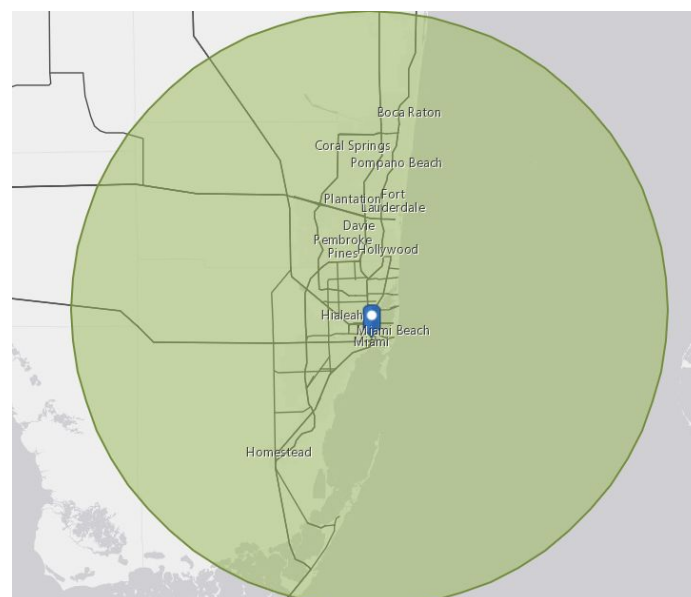 Boca Raton
Coral Springs
Pompano Beach
Plantation
Fort
Lauderdale
Davie
Pembroke
Pines
Hollywood
Hialeah
Miami Beach
Miami
Homestead